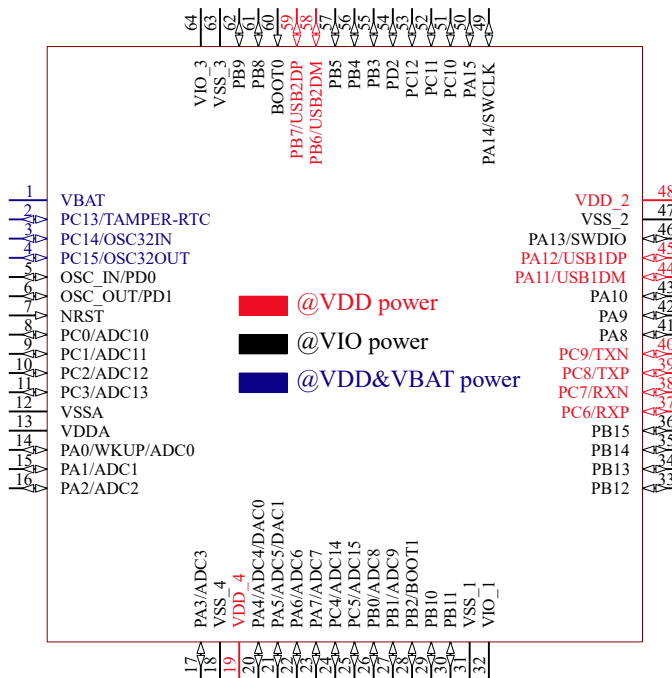 64 63 62 61 60 59 58 57 56 55 54 53 52 51 50 49
VIO_3
VSS_3
PB9
PB8
BOOT0
PB7/USB2DP
PB6/USB2DM
PB5
PB4
PB3
PD2
PC12
PC11
PC10
PA15
PA14/SWCLK
1 VBAT
2 PC13/TAMPER-RTC
3 PC14/OSC32IN
4 PC15/OSC32OUT
5 OSC_IN/PD0
6 OSC_OUT/PD1
7 NRST
8 PC0/ADC10
9 PC1/ADC11
10 PC2/ADC12
11 PC3/ADC13
12 VSSA
13 VDDA
14 PA0/WKUP/ADC0
15 PA1/ADC1
16 PA2/ADC2
@VDD power
@VIO power
@VDD&VBAT power
VDD_2 48
VSS_2 47
PA13/SWDIO 46
PA12/USB1DP 45
PA11/USB1DM 44
PA10 43
PA9 42
PA8 41
PC9/TXN 40
PC8/TXP 39
PC7/RXN 38
PC6/RXP 37
PB15 36
PB14 35
PB13 34
PB12 33
PA3/ADC3
VSS_4
VDD_4
PA4/ADC4/DAC0
PA5/ADC5/DAC1
PA6/ADC6
PA7/ADC7
PC4/ADC14
PC5/ADC15
PB0/ADC8
PB1/ADC9
PB2/BOOT1
PB10
PB11
VSS_1
VIO_1
17 18 19 20 21 22 23 24 25 26 27 28 29 30 31 32